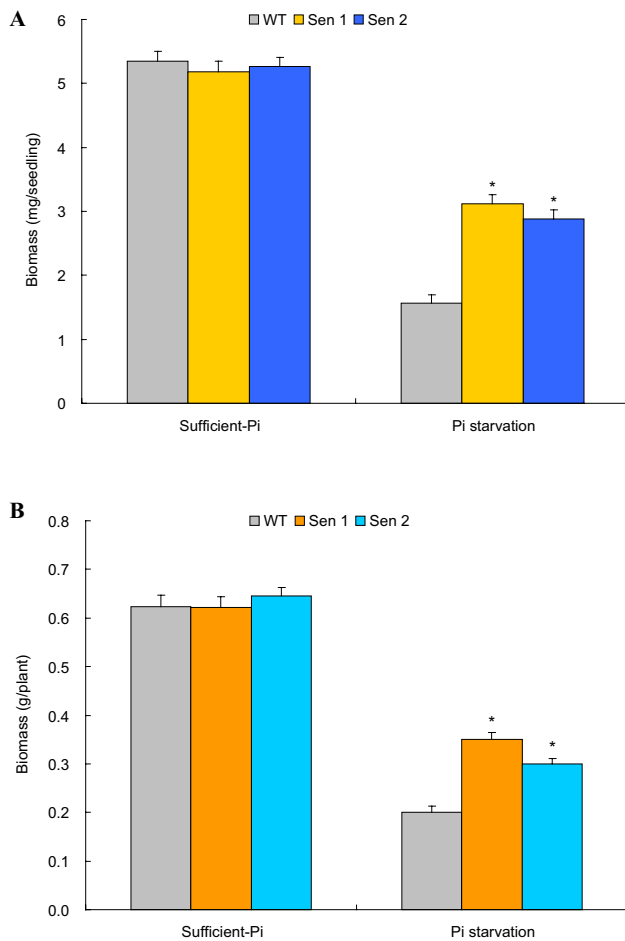 A
WT Sen 1 Sen 2
6
5
4
3
2
1
0
Biomass (mg/seedling)
* *
Sufficient-Pi Pi starvation
B
WT Sen 1 Sen 2
0.8
0.7
0.6
0.5
0.4
0.3
0.2
0.1
0.0
Biomass (g/plant)
* *
Sufficient-Pi Pi starvation